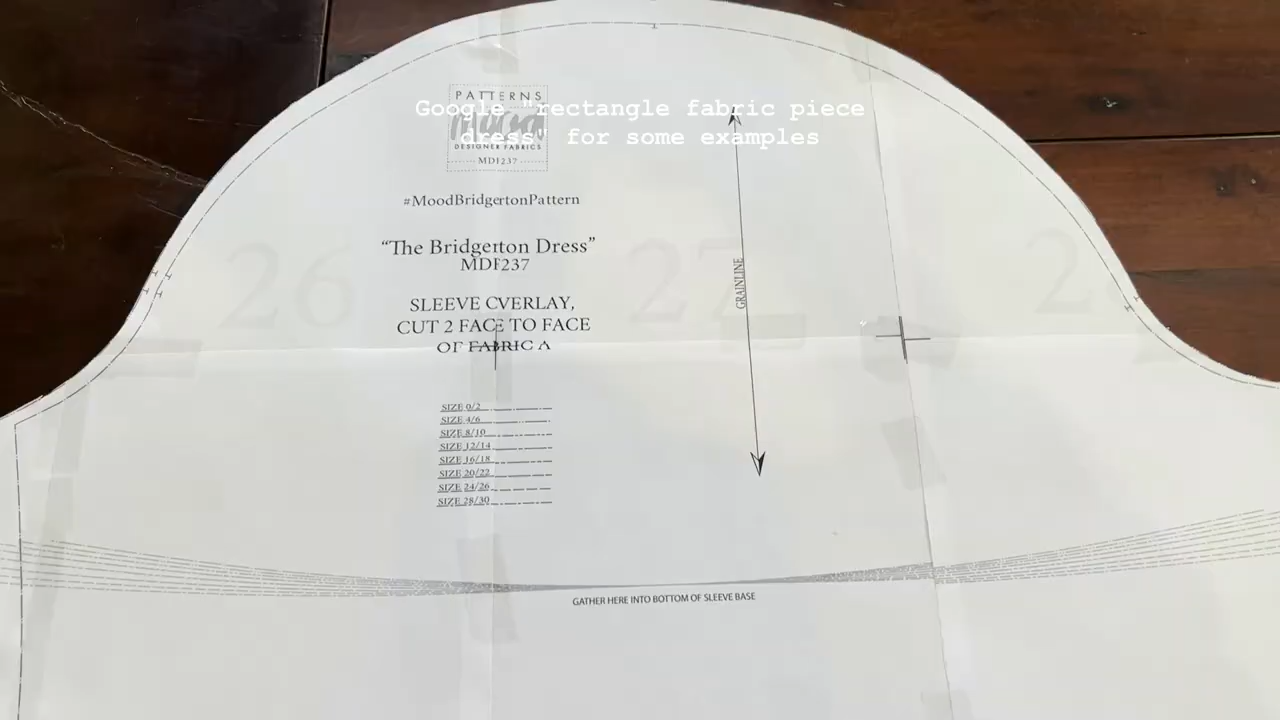 PATTERNS
Google "rectangle fabric piece
mood
dress" for some examples
DESIGNER FABRICS
MD1237
#MoodBridgertonPattern
"The Bridgerton Dress"
MDF237
SLEEVE CVERLAY,
CUT 2 FACE TO FACE
OF FABRIC A
26
27
2
GRAINLINE
SIZE 0/2
SIZE 4/6
SIZE 8/10
SIZE 12/14
SIZE 16/18
SIZE 20/22
SIZE 24/26
SIZE 28/30
GATHER HERE INTO BOTTOM OF SLEEVE BASE